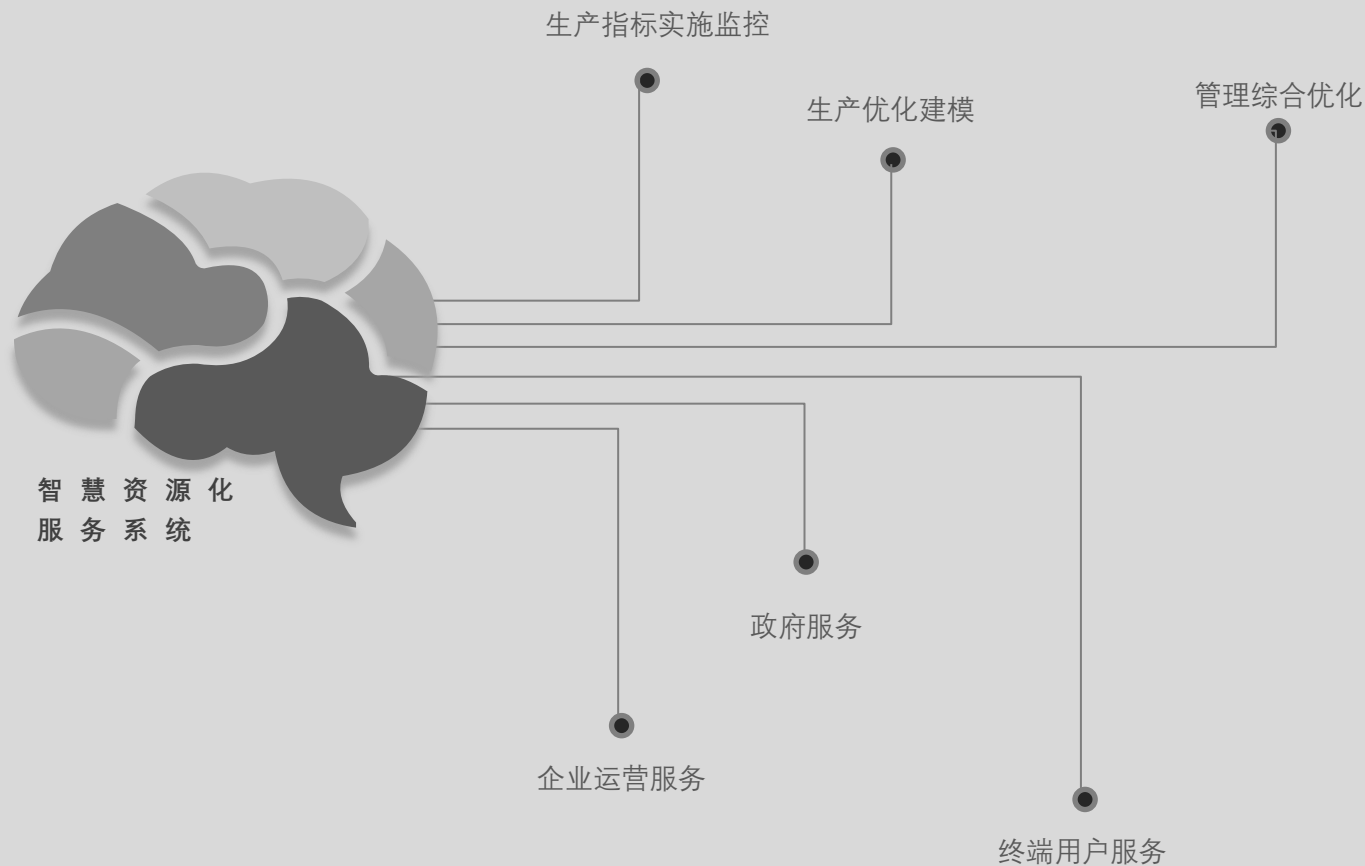 生产指标实施监控
管理综合优化
生产优化建模
智慧资源化
服务系统
政府服务
企业运营服务
终端用户服务